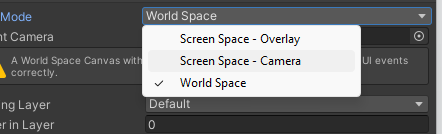 Mode
World Space
Screen Space - Overlay
nt Camera
Screen Space - Camera
A World Space Canvas with
UI events
correctly.
✓ World Space
ng Layer
Default
r in Layer
0